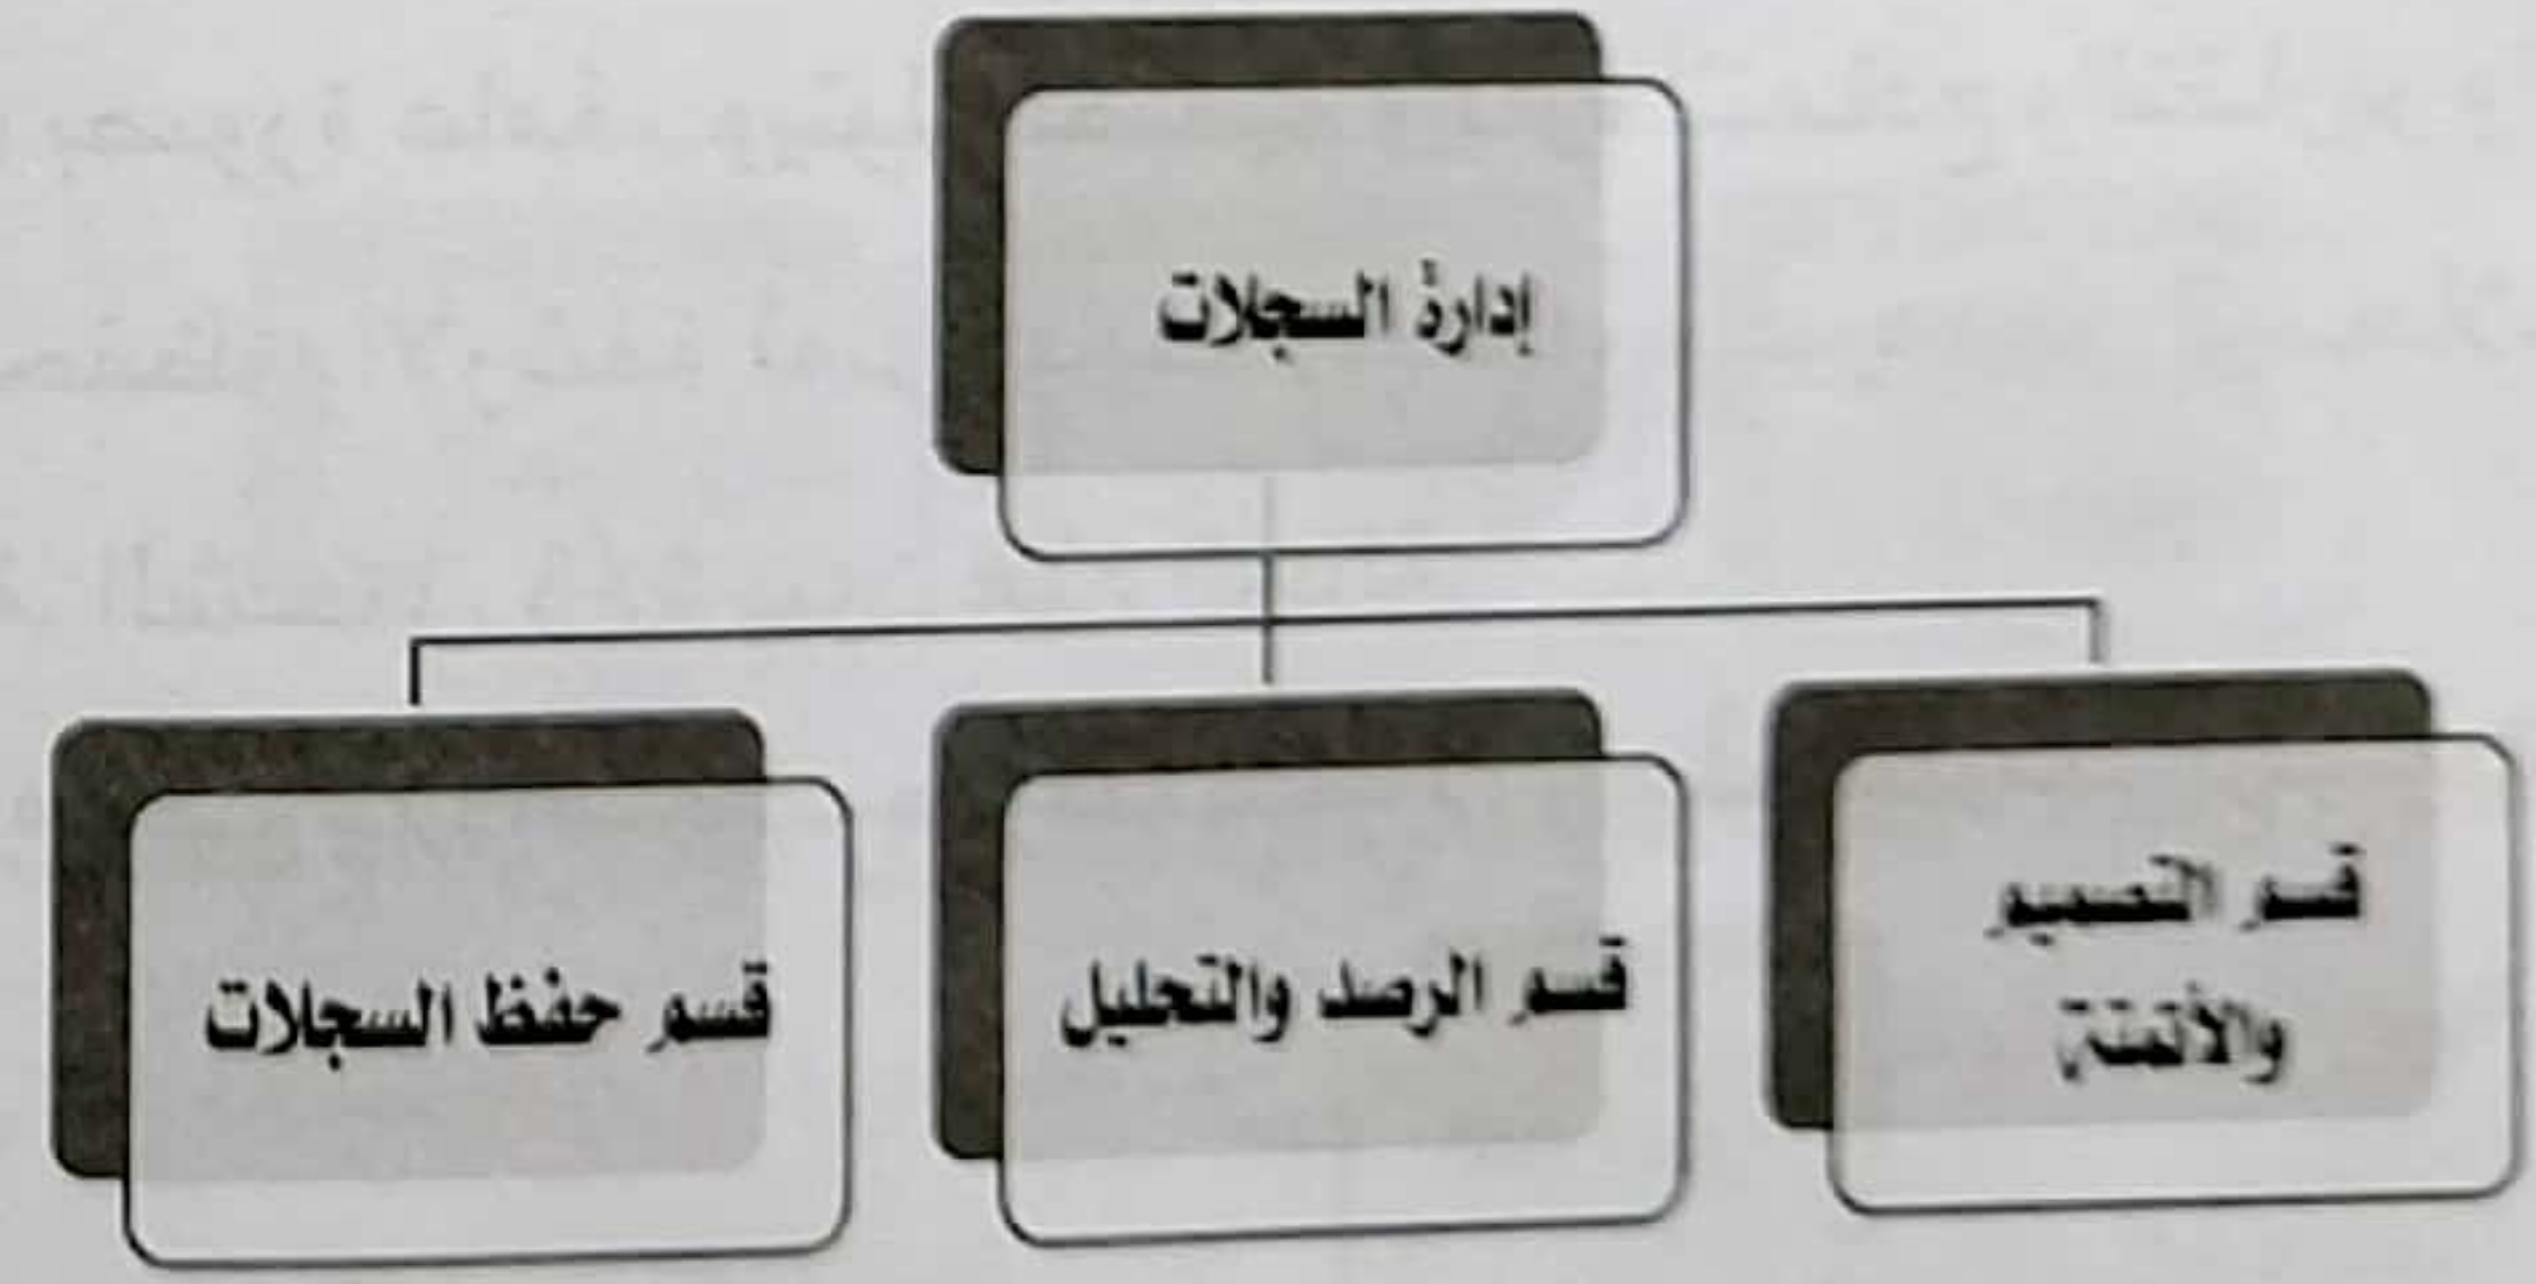 إدارة السجلات
قسم التصميم
والأتمتة
قسم الرصد والتحليل
قسم حفظ السجلات